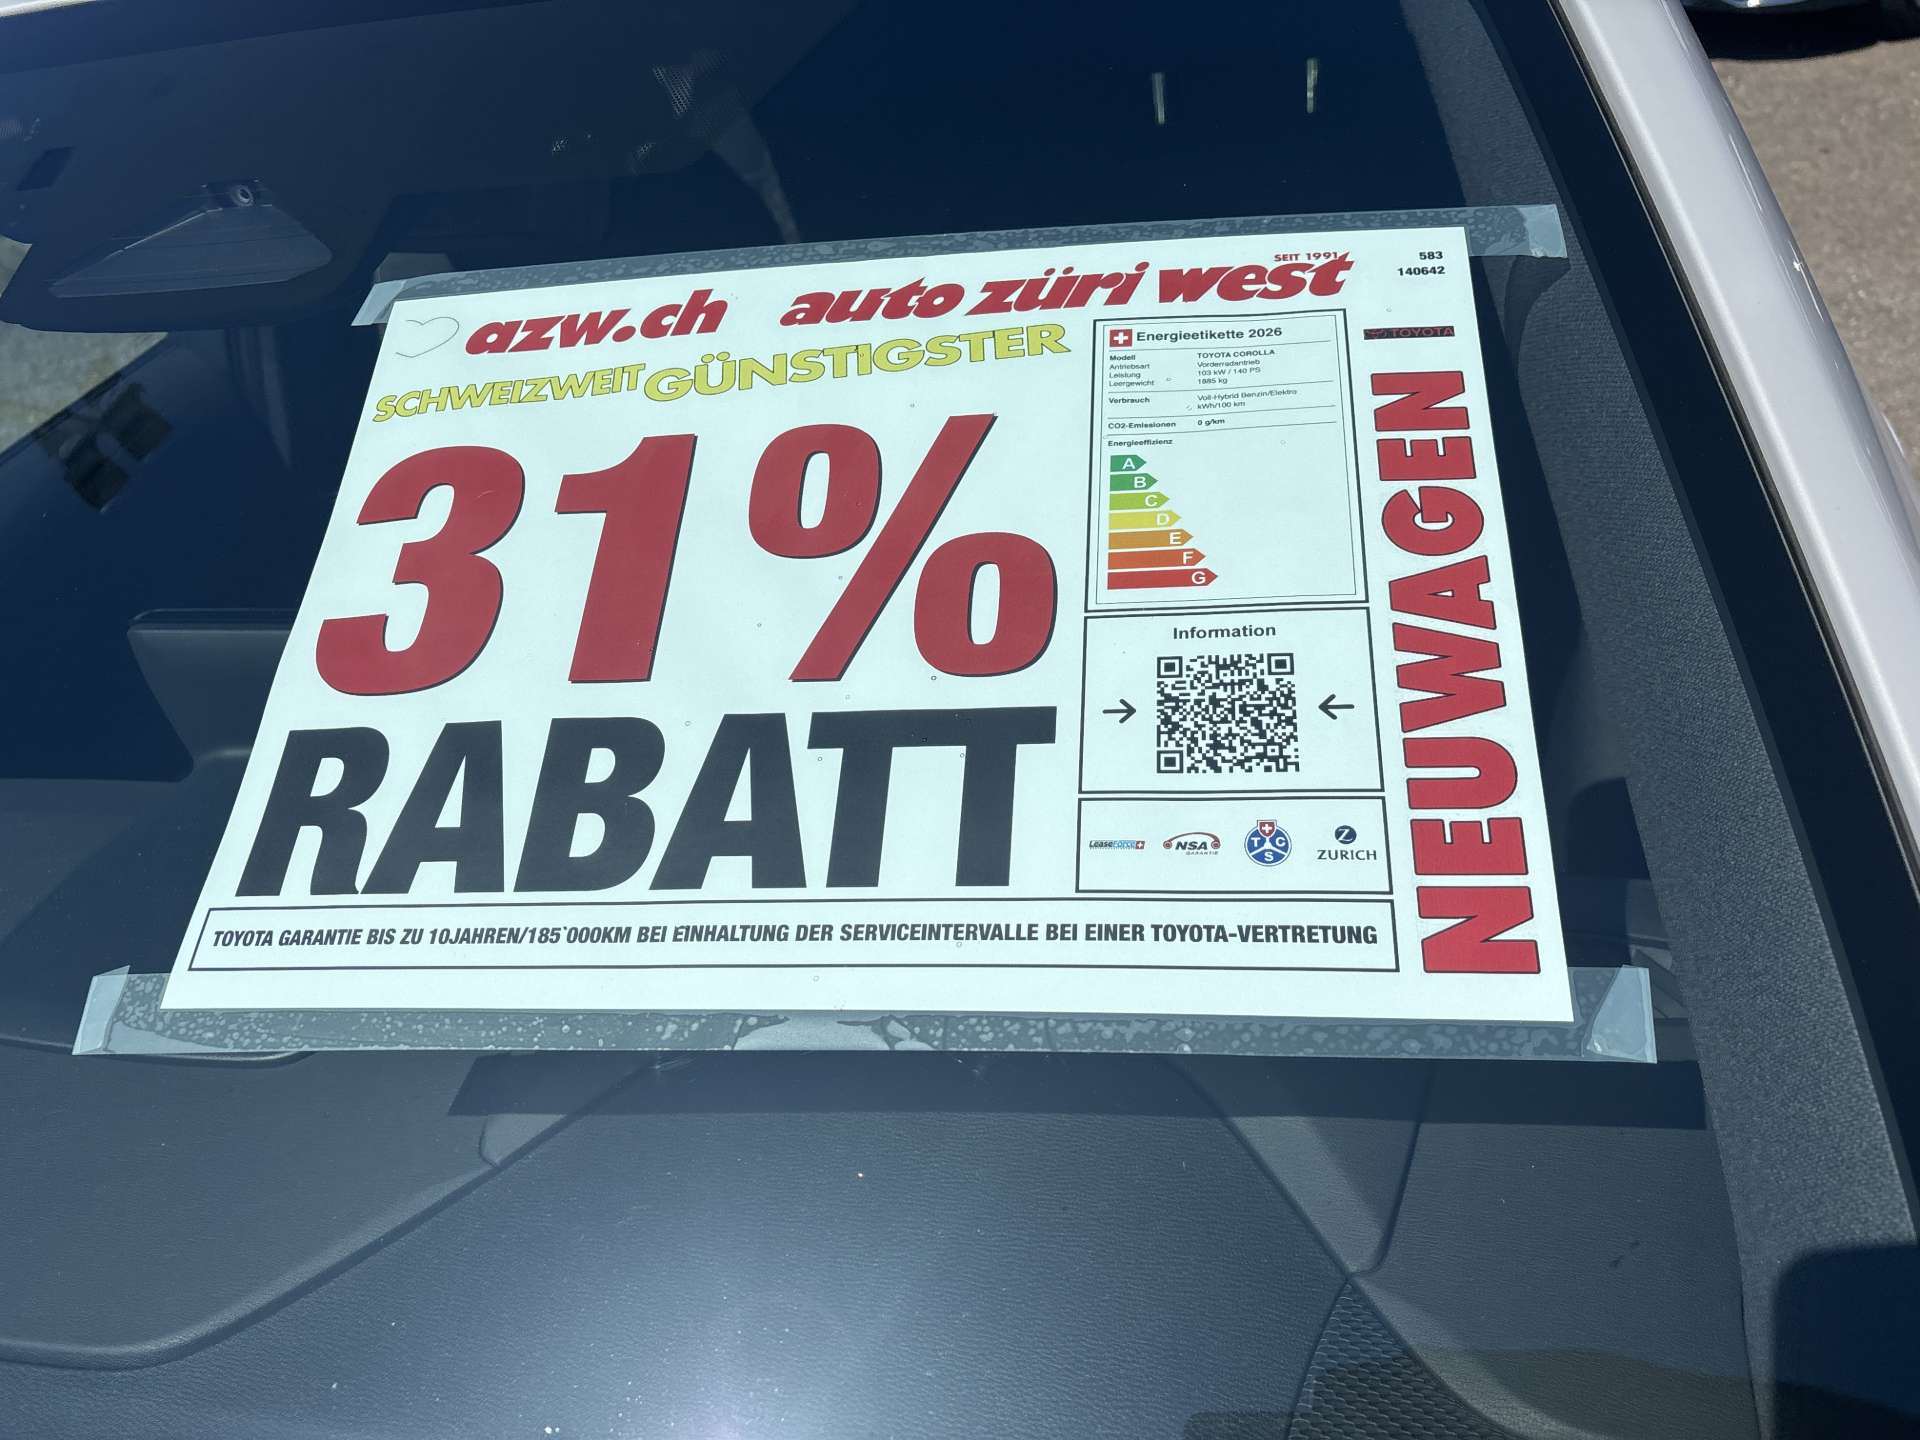 azw.ch auto züri west
SEIT 1991
583
140642
SCHWEIZWEIT GÜNSTIGSTER
31%
RABATT
Energieetikette 2026
Modell TOYOTA COROLLA
Antriebsart Vorderradantrieb
Leistung 103 kW / 140 PS
Leergewicht 1885 kg
Verbrauch Voll-Hybrid Benzin/Elektro
kWh/100 km
CO2-Emissionen 0 g/km
Energieeffizienz
A
B
C
D
E
F
G
Information
LeaseForce
NSA
GARANTIE
TCS
Z
ZURICH
TOYOTA
NEUWAGEN
TOYOTA GARANTIE BIS ZU 10JAHREN/185`000KM BEI EINHALTUNG DER SERVICEINTERVALLE BEI EINER TOYOTA-VERTRETUNG